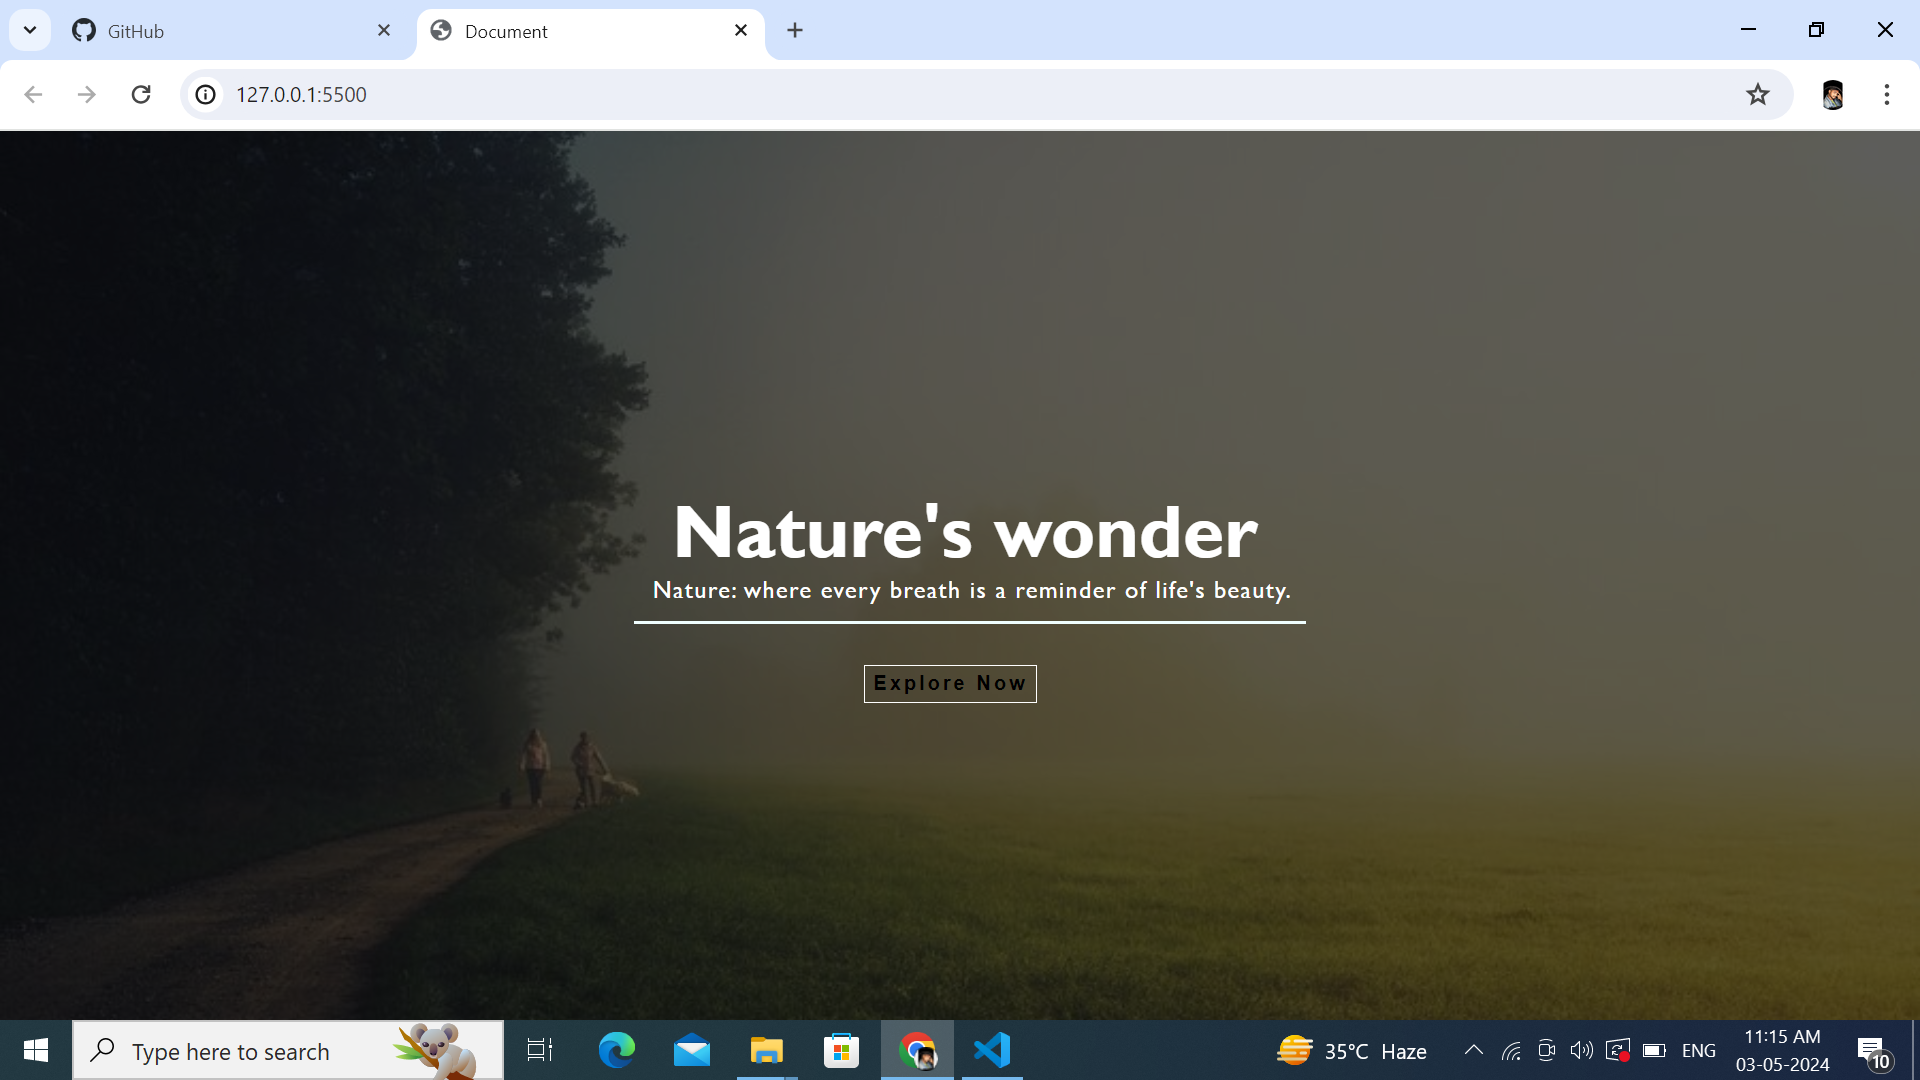 GitHub
Document
127.0.0.1:5500
Nature's wonder
Nature: where every breath is a reminder of life's beauty.
Explore Now
Type here to search
35°C Haze
ENG
11:15 AM
03-05-2024
10